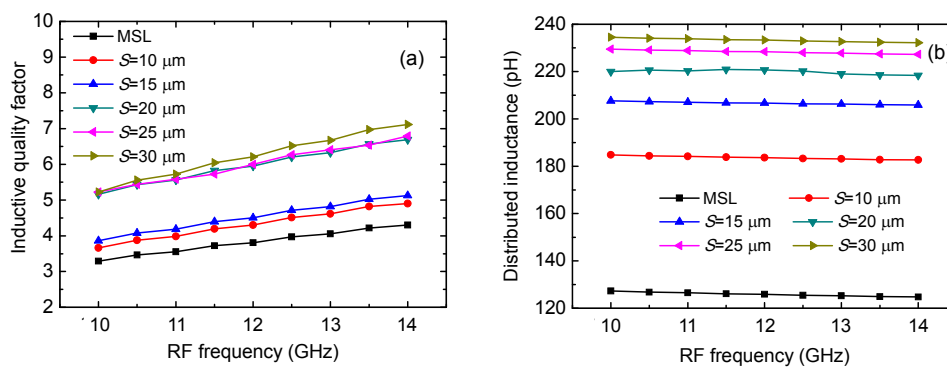 (a)
Inductive quality factor
10
9
8
7
6
5
4
3
2
MSL
S=10 μm
S=15 μm
S=20 μm
S=25 μm
S=30 μm
10 11 12 13 14
RF frequency (GHz)
(b)
Distributed inductance (pH)
240
220
200
180
160
140
120
MSL S=10 μm
S=15 μm S=20 μm
S=25 μm S=30 μm
10 11 12 13 14
RF frequency (GHz)